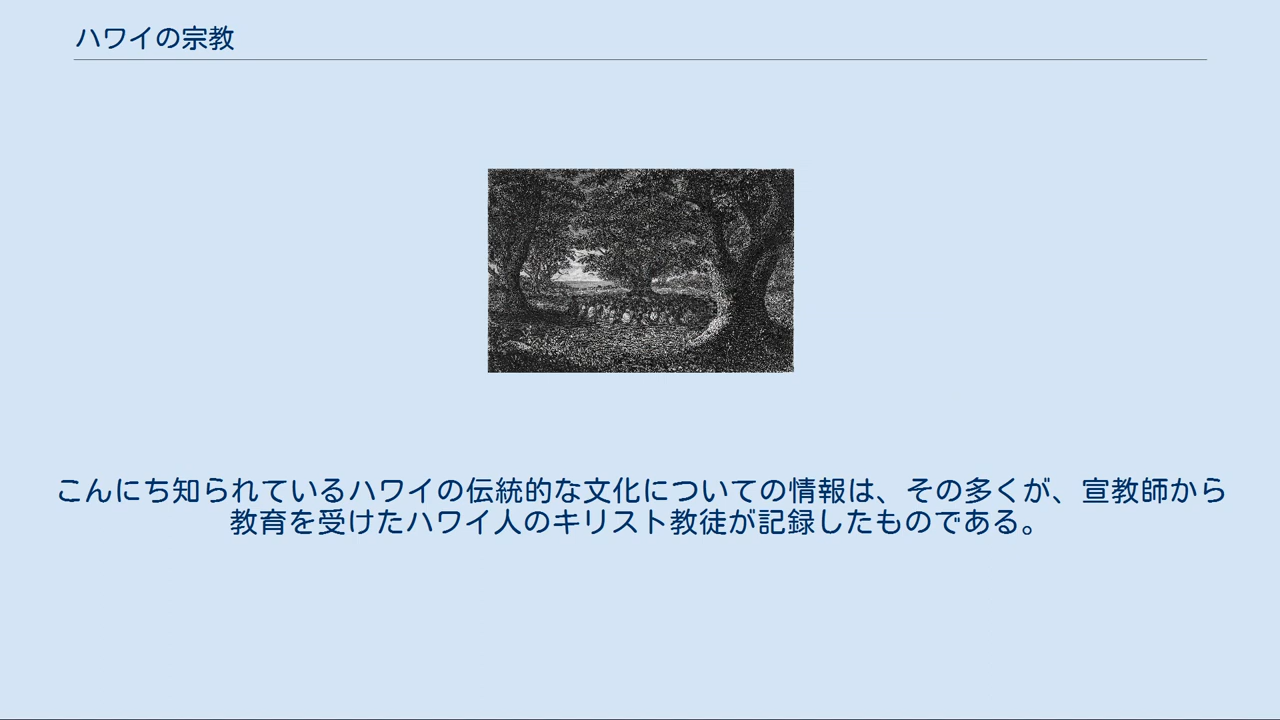 ハワイの宗教
こんにち知られているハワイの伝統的な文化についての情報は、その多くが、宣教師から
教育を受けたハワイ人のキリスト教徒が記録したものである。